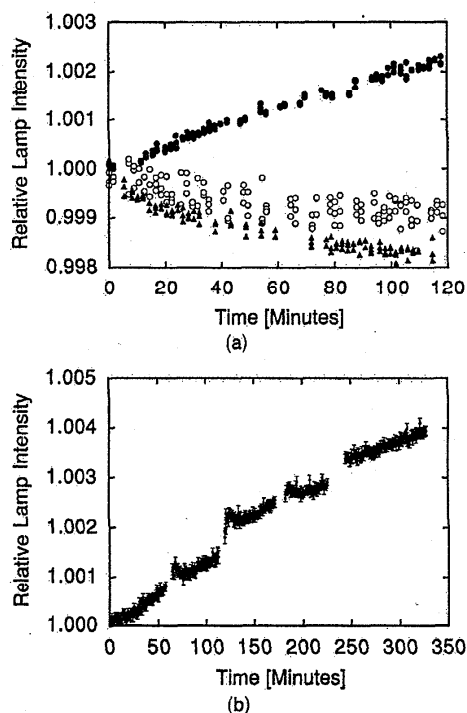 1.003
1.002
1.001
1.000
0.999
0.998
Relative Lamp Intensity
0 20 40 60 80 100 120
Time [Minutes]
(a)
1.005
1.004
1.003
1.002
1.001
1.000
Relative Lamp Intensity
0 50 100 150 200 250 300 350
Time [Minutes]
(b)